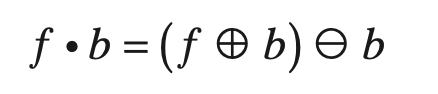 f • b = (f ⊕ b) ⊖ b